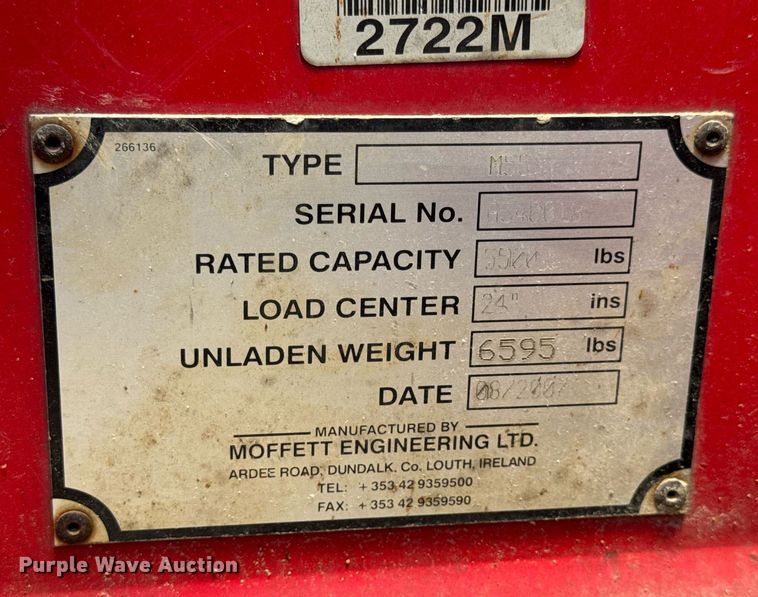 2722M
266136
TYPE
SERIAL No.
RATED CAPACITY 5500 lbs
LOAD CENTER 24" ins
UNLADEN WEIGHT 6595 lbs
DATE
MANUFACTURED BY
MOFFETT ENGINEERING LTD.
ARDEE ROAD, DUNDALK, Co. LOUTH, IRELAND
TEL: + 353 42 9359500
FAX: + 353 42 9359590
Purple Wave Auction